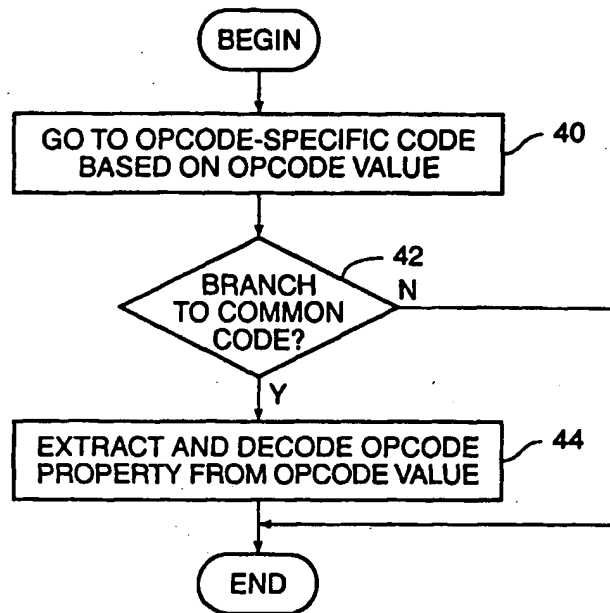 BEGIN
GO TO OPCODE-SPECIFIC CODE
BASED ON OPCODE VALUE
40
42
BRANCH
TO COMMON
CODE?
N
Y
EXTRACT AND DECODE OPCODE
PROPERTY FROM OPCODE VALUE
44
END